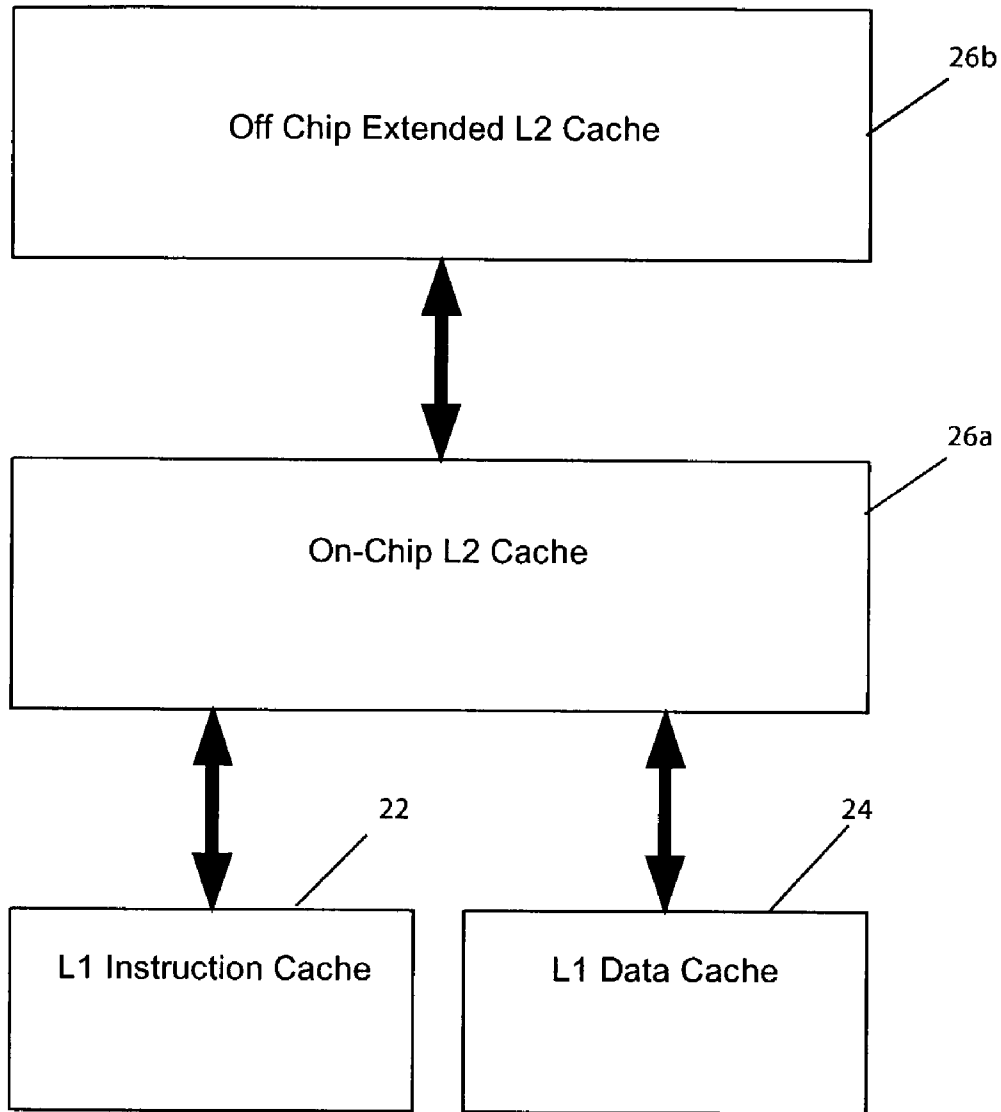 26b
Off Chip Extended L2 Cache
26a
On-Chip L2 Cache
22
24
L1 Instruction Cache
L1 Data Cache